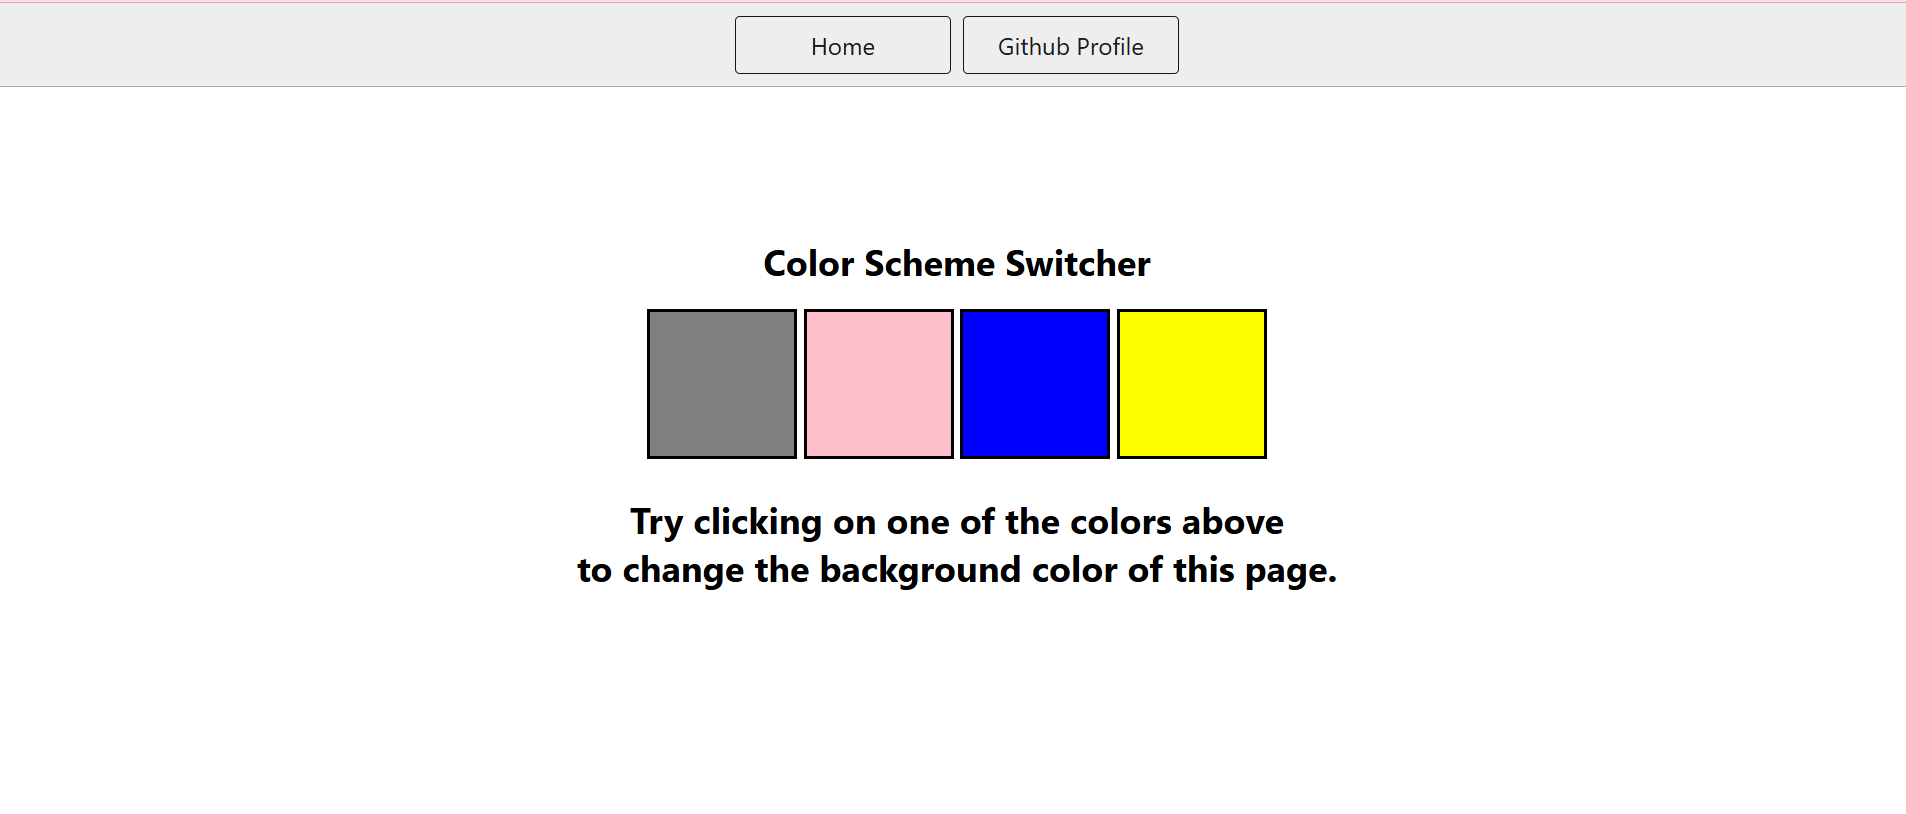 Home
Github Profile
Color Scheme Switcher
Try clicking on one of the colors above
to change the background color of this page.